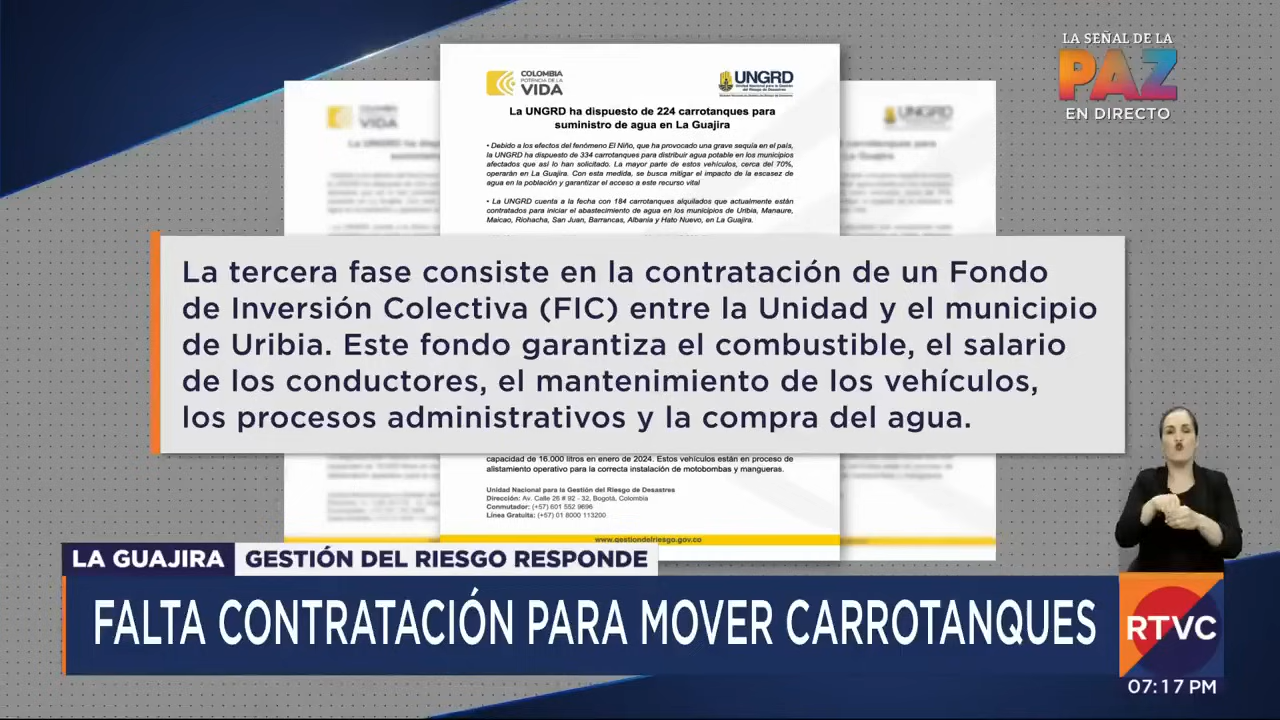 LA SEÑAL DE LA
PAZ
EN DIRECTO
COLOMBIA
POTENCIA DE LA
VIDA
UNGRD
Unidad Nacional para la Gestión
del Riesgo de Desastres
La UNGRD ha dispuesto de 224 carrotanques para
suministro de agua en La Guajira
• Debido a los efectos del fenómeno El Niño, que ha provocado una grave sequía en el país,
la UNGRD ha dispuesto de 334 carrotanques para distribuir agua potable en los municipios
afectados que así lo han solicitado. La mayor parte de estos vehículos, cerca del 70%,
operarán en La Guajira. Con esta medida, se busca mitigar el impacto de la escasez de
agua en la población y garantizar el acceso a este recurso vital
• La UNGRD cuenta a la fecha con 184 carrotanques alquilados que actualmente están
contratados para iniciar el abastecimiento de agua en los municipios de Uribia, Manaure,
Maicao, Riohacha, San Juan, Barrancas, Albania y Hato Nuevo, en La Guajira.
La tercera fase consiste en la contratación de un Fondo
de Inversión Colectiva (FIC) entre la Unidad y el municipio
de Uribia. Este fondo garantiza el combustible, el salario
de los conductores, el mantenimiento de los vehículos,
los procesos administrativos y la compra del agua.
capacidad de 16.000 litros en enero de 2024. Estos vehículos están en proceso de
alistamiento operativo para la correcta instalación de motobombas y mangueras.
Unidad Nacional para la Gestión del Riesgo de Desastres
Dirección: Av. Calle 26 # 92 - 32, Bogotá, Colombia
Conmutador: (+57) 601 552 9696
Línea Gratuita: (+57) 01 8000 113200
www.gestiondelriesgo.gov.co
LA GUAJIRA GESTIÓN DEL RIESGO RESPONDE
FALTA CONTRATACIÓN PARA MOVER CARROTANQUES
RTVC
07:17 PM